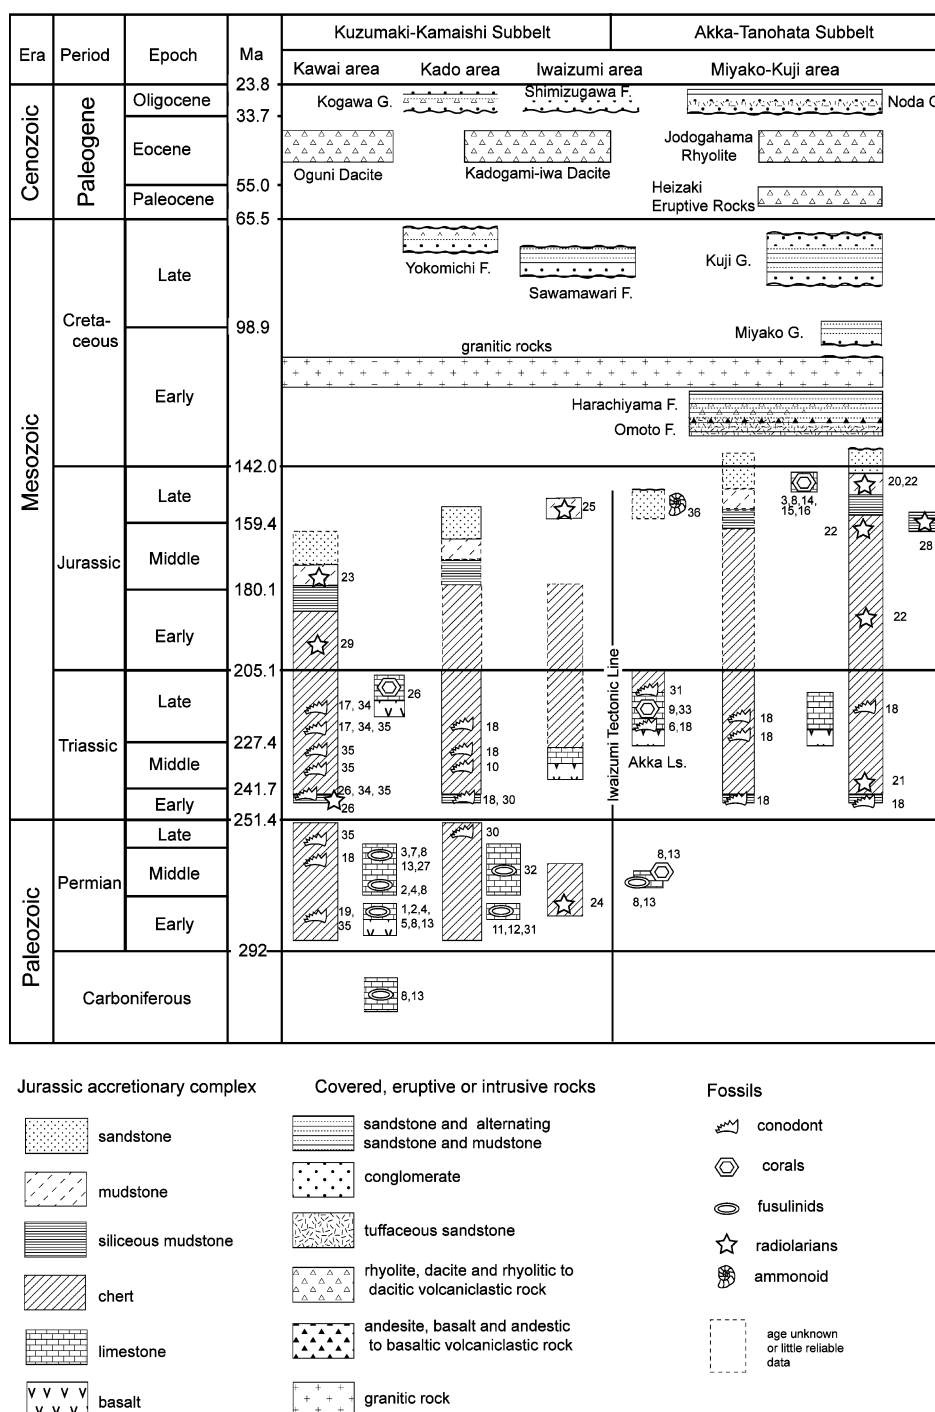 Kuzumaki-Kamaishi Subbelt
Akka-Tanohata Subbelt
Era
Period
Epoch
Ma
Kawai area
Kado area
Iwaizumi area
Miyako-Kuji area
23.8
Cenozoic
Paleogene
Oligocene
Kogawa G.
Shimizugawa F.
Noda G
33.7
Eocene
Oguni Dacite
Kadogami-iwa Dacite
Jodogahama
Rhyolite
55.0
Paleocene
Heizaki
Eruptive Rocks
65.5
Mesozoic
Creta-
ceous
Late
Yokomichi F.
Sawamawari F.
Kuji G.
98.9
Miyako G.
granitic rocks
Early
Harachiyama F.
Omoto F.
142.0
Jurassic
Late
25
36
3,8,14,
15,16
20,22
22
28
159.4
Middle
23
180.1
Early
29
22
205.1
Iwaizumi Tectonic Line
Triassic
Late
17, 34
26
17, 34, 35
18
31
9,33
6,18
18
18
18
227.4
Middle
35
35
18
10
Akka Ls.
21
241.7
Early
26, 34, 35
26
18, 30
18
18
251.4
Paleozoic
Permian
Late
35
30
Middle
18
3,7,8
13,27
2,4,8
32
8,13
8,13
24
Early
19,
35
1,2,4,
5,8,13
11,12,31
292
Carboniferous
8,13
Jurassic accretionary complex
sandstone
mudstone
siliceous mudstone
chert
limestone
basalt
Covered, eruptive or intrusive rocks
sandstone and alternating
sandstone and mudstone
conglomerate
tuffaceous sandstone
rhyolite, dacite and rhyolitic to
dacitic volcaniclastic rock
andesite, basalt and andestic
to basaltic volcaniclastic rock
granitic rock
Fossils
conodont
corals
fusulinids
radiolarians
ammonoid
age unknown
or little reliable
data